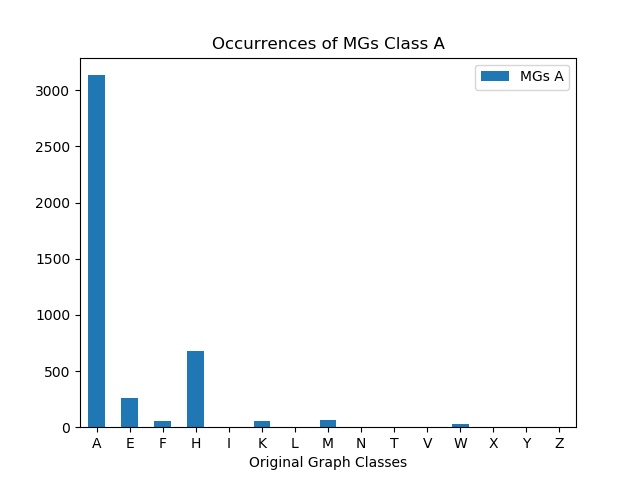 Occurrences of MGs Class A
MGs A
3000
2500
2000
1500
1000
500
0
A E F H I K L M N T V W X Y Z
Original Graph Classes